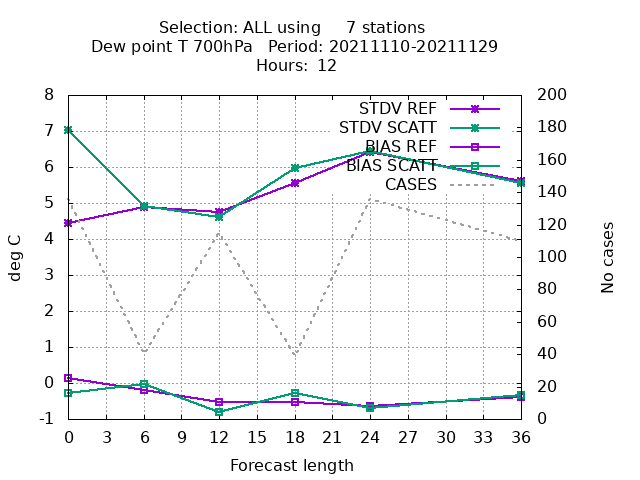 Selection: ALL using 7 stations
Dew point T 700hPa Period: 20211110-20211129
Hours: 12
8 200
7 180
6 160
5 140
4 120
3 100
2 80
1 60
0 40
-1 20
0
STDV REF
STDV SCATT
BIAS REF
BIAS SCATT
CASES
deg C
No cases
0 3 6 9 12 15 18 21 24 27 30 33 36
Forecast length